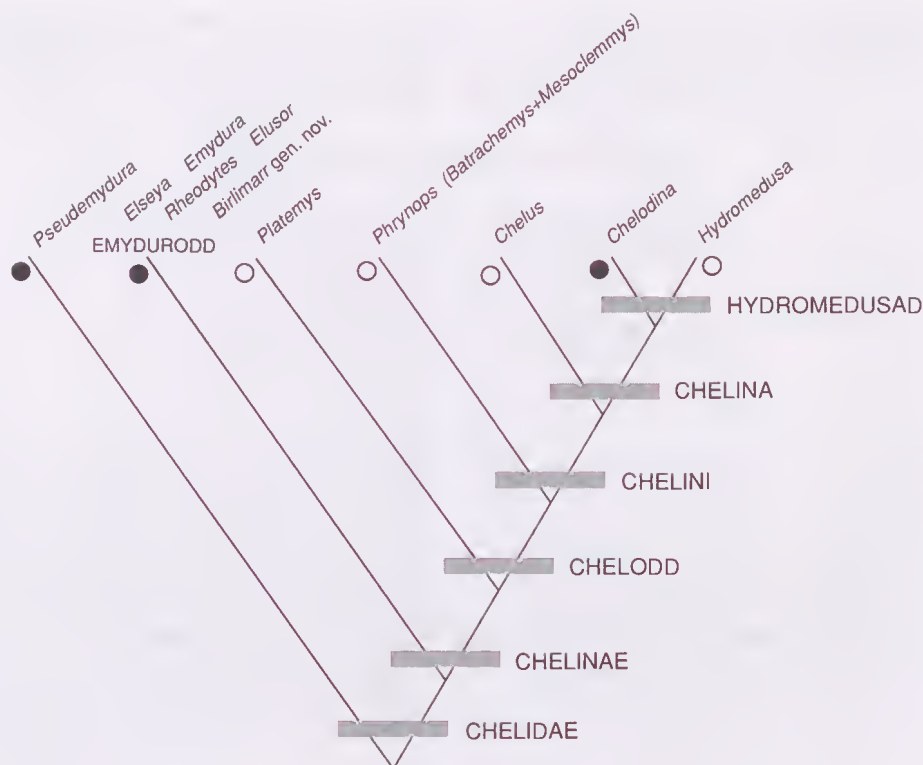 Pseudemydura
Elseya Emydura
Rheodytes Elusor
Birlimarr gen. nov.
EMYDURODD
Platemys
Phrynops (Batrachemys+Mesoclemmys)
Chelus
Chelodina
Hydromedusa
HYDROMEDUSAD
CHELINA
CHELINI
CHELODD
CHELINAE
CHELIDAE